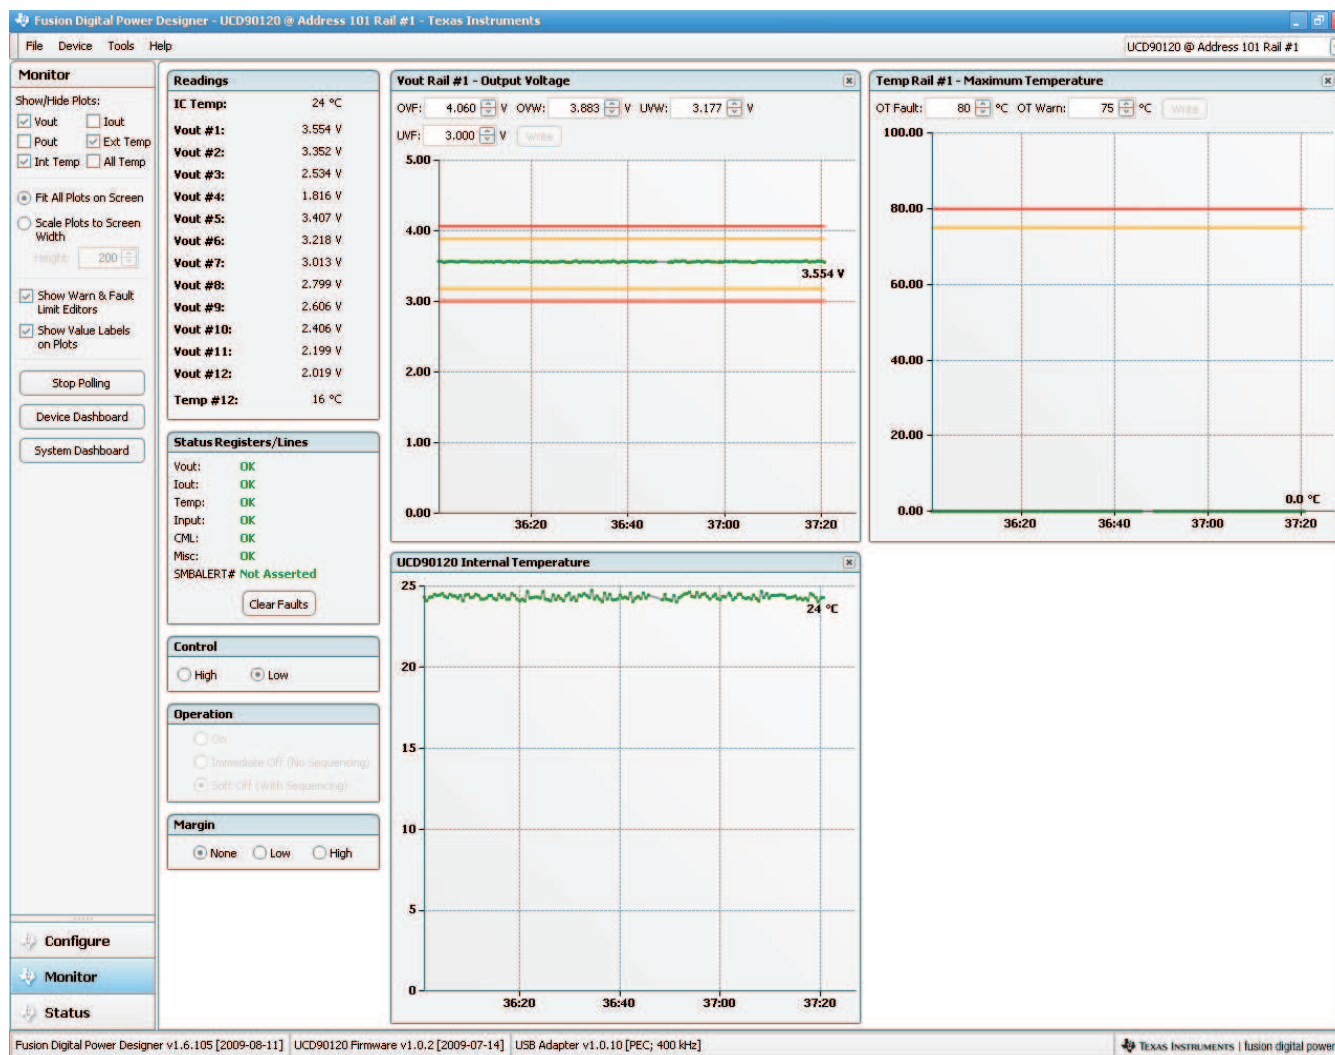 Fusion Digital Power Designer - UCD90120 @ Address 101 Rail #1 - Texas Instruments
File Device Tools Help
UCD90120 @ Address 101 Rail #1
Monitor
Show/Hide Plots:
Vout Iout
Pout Ext Temp
Int Temp All Temp
Fit All Plots on Screen
Scale Plots to Screen
Width
Height: 200
Show Warn & Fault
Limit Editors
Show Value Labels
on Plots
Stop Polling
Device Dashboard
System Dashboard
Configure
Monitor
Status
Readings
IC Temp: 24 °C
Vout #1: 3.554 V
Vout #2: 3.352 V
Vout #3: 2.534 V
Vout #4: 1.816 V
Vout #5: 3.407 V
Vout #6: 3.218 V
Vout #7: 3.013 V
Vout #8: 2.799 V
Vout #9: 2.606 V
Vout #10: 2.406 V
Vout #11: 2.199 V
Vout #12: 2.019 V
Temp #12: 16 °C
Status Registers/Lines
Vout: OK
Iout: OK
Temp: OK
Input: OK
CML: OK
Misc: OK
SMBALERT# Not Asserted
Clear Faults
Control
High Low
Operation
On
Immediate Off (No Sequencing)
Soft Off (With Sequencing)
Margin
None Low High
Vout Rail #1 - Output Voltage
OVF: 4.060 V OVW: 3.883 V UVW: 3.177 V
UVF: 3.000 V Write
5.00
4.00
3.554 V
3.00
2.00
1.00
0.00
36:20 36:40 37:00 37:20
Temp Rail #1 - Maximum Temperature
OT Fault: 80 °C OT Warn: 75 °C Write
100.00
80.00
60.00
40.00
20.00
0.0 °C
0.00
36:20 36:40 37:00 37:20
UCD90120 Internal Temperature
25
24 °C
20
15
10
5
0
36:20 36:40 37:00 37:20
Fusion Digital Power Designer v1.6.105 [2009-08-11] UCD90120 Firmware v1.0.2 [2009-07-14] USB Adapter v1.0.10 [PEC; 400 kHz]
TEXAS INSTRUMENTS | fusion digital power